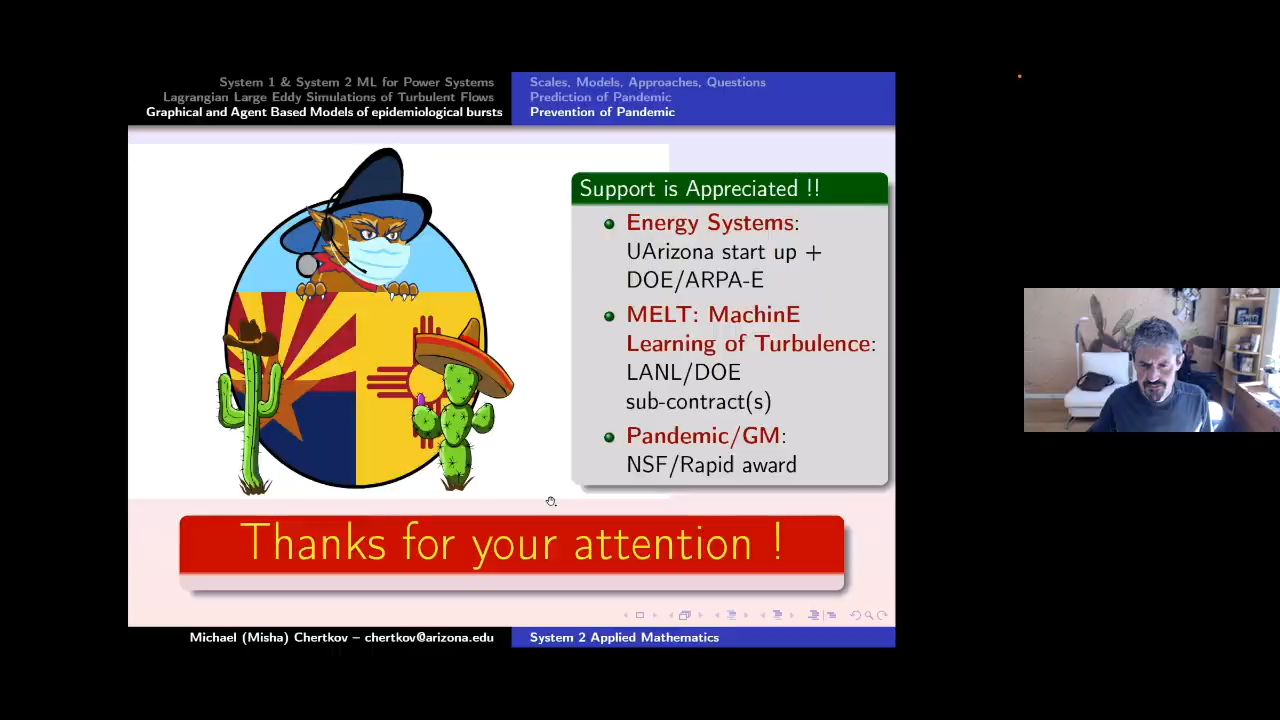 System 1 & System 2 ML for Power Systems
Lagrangian Large Eddy Simulations of Turbulent Flows
Graphical and Agent Based Models of epidemiological bursts
Scales, Models, Approaches, Questions
Prediction of Pandemic
Prevention of Pandemic
Support is Appreciated !!
Energy Systems:
UArizona start up +
DOE/ARPA-E
MELT: MachinE
Learning of Turbulence:
LANL/DOE
sub-contract(s)
Pandemic/GM:
NSF/Rapid award
Thanks for your attention !
Michael (Misha) Chertkov – chertkov@arizona.edu
System 2 Applied Mathematics